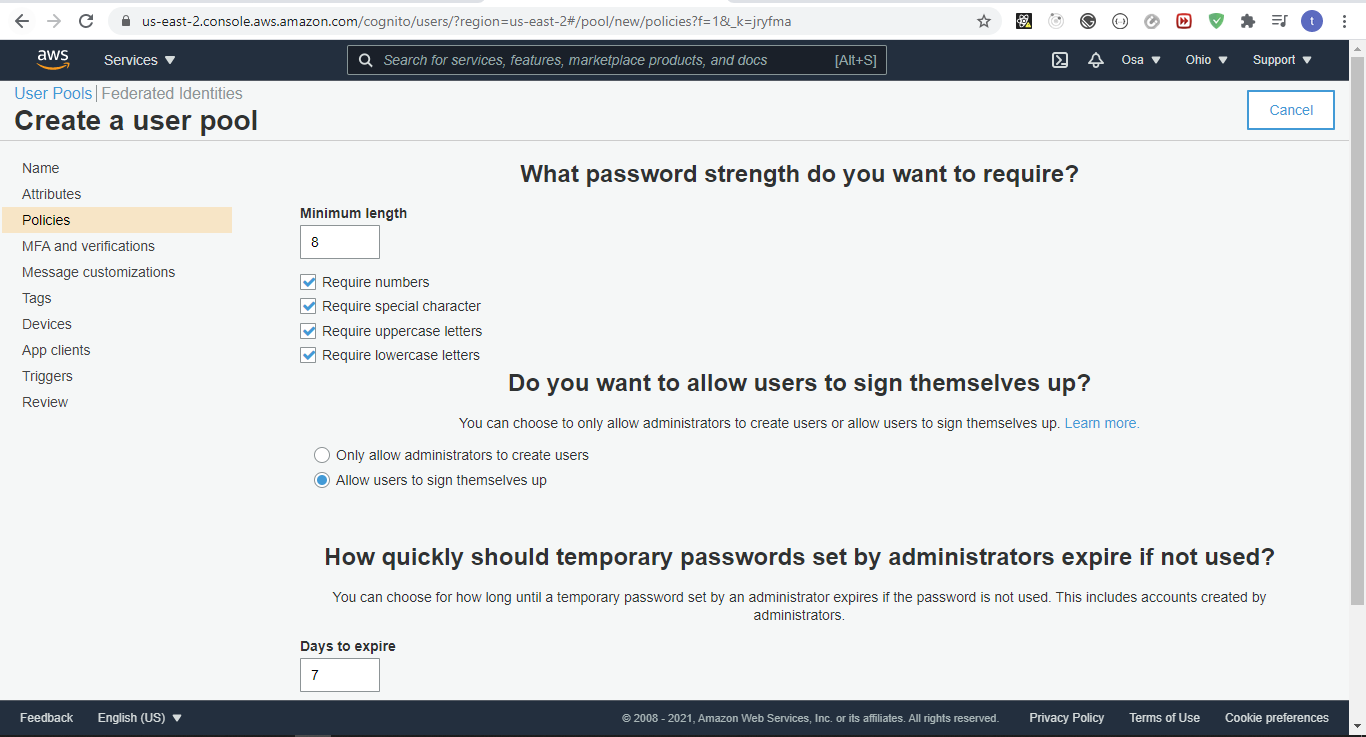 us-east-2.console.aws.amazon.com/cognito/users/?region=us-east-2#/pool/new/policies?f=1&_k=jryfma
t
aws
Services
Search for services, features, marketplace products, and docs [Alt+S]
Osa
Ohio
Support
User Pools | Federated Identities
Create a user pool
Cancel
Name
Attributes
Policies
MFA and verifications
Message customizations
Tags
Devices
App clients
Triggers
Review
What password strength do you want to require?
Minimum length
8
Require numbers
Require special character
Require uppercase letters
Require lowercase letters
Do you want to allow users to sign themselves up?
You can choose to only allow administrators to create users or allow users to sign themselves up. Learn more.
Only allow administrators to create users
Allow users to sign themselves up
How quickly should temporary passwords set by administrators expire if not used?
You can choose for how long until a temporary password set by an administrator expires if the password is not used. This includes accounts created by
administrators.
Days to expire
7
Feedback English (US) © 2008 - 2021, Amazon Web Services, Inc. or its affiliates. All rights reserved. Privacy Policy Terms of Use Cookie preferences